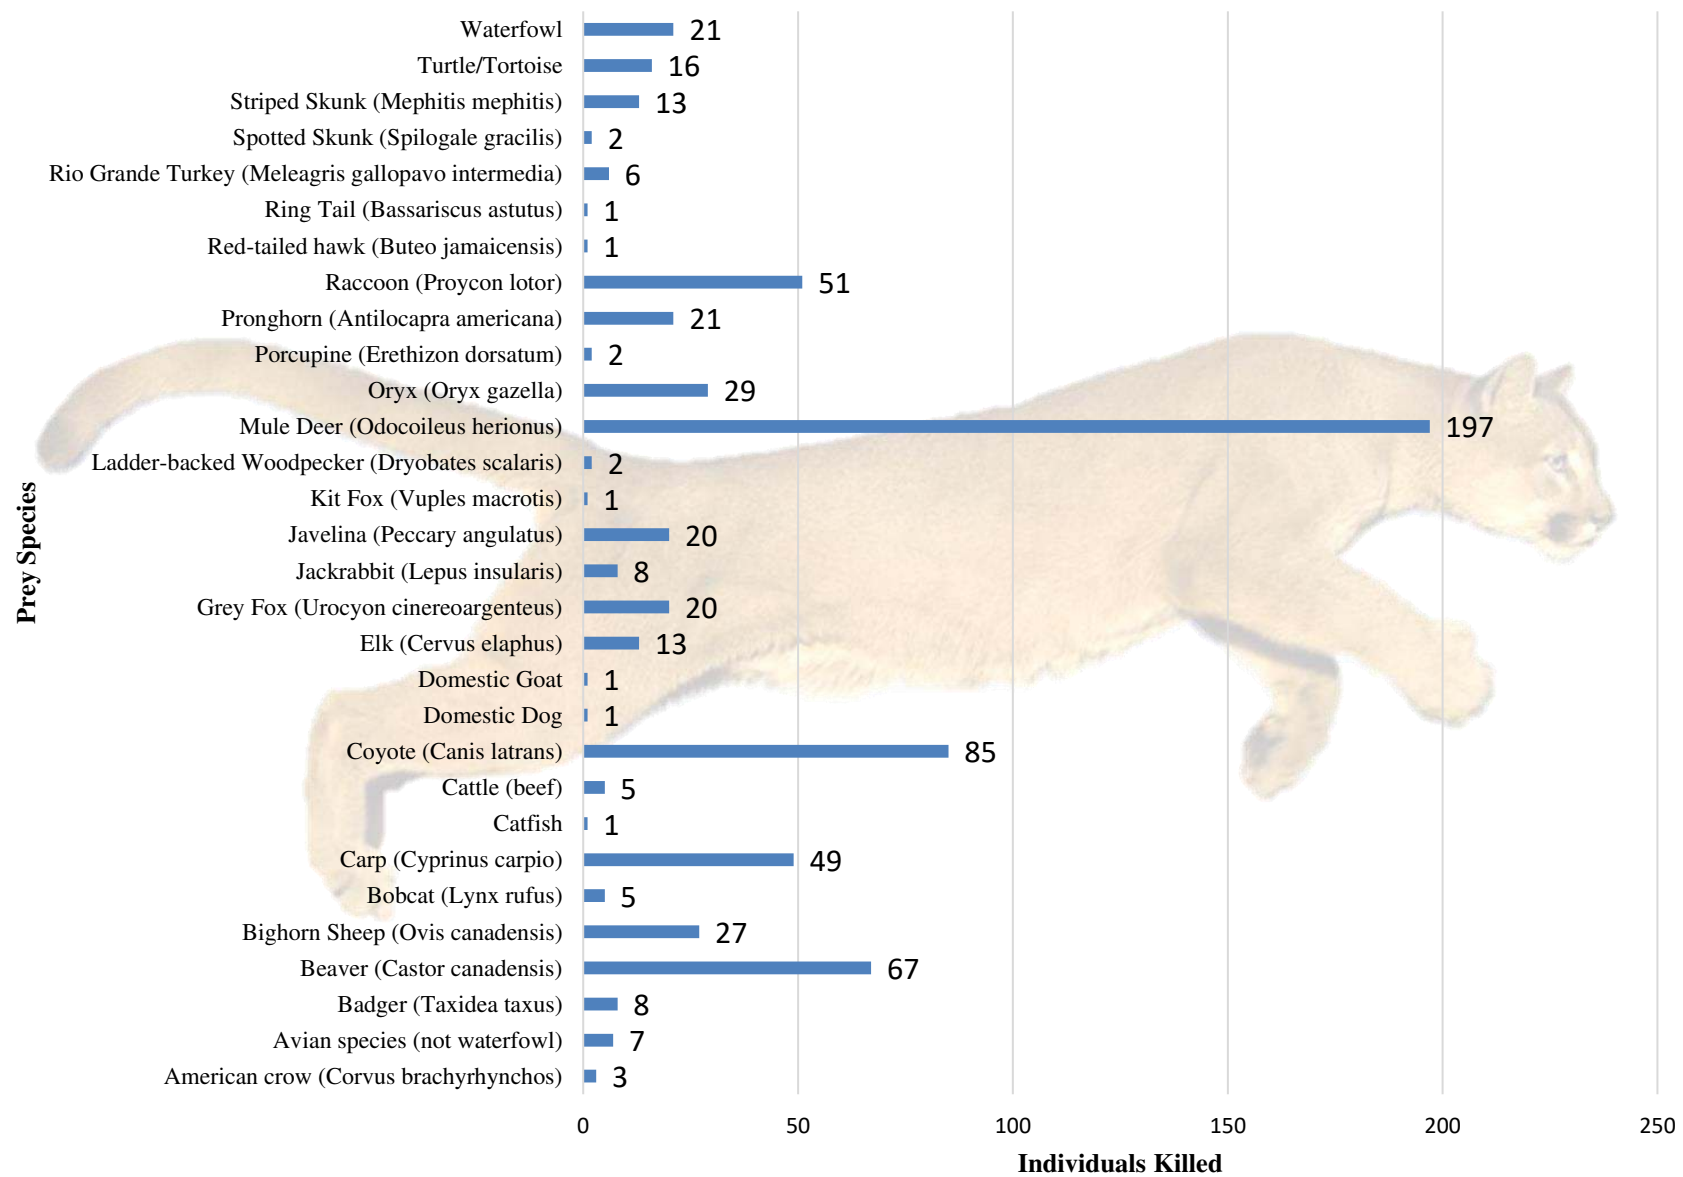 Waterfowl 21
Turtle/Tortoise 16
Striped Skunk (Mephitis mephitis) 13
Spotted Skunk (Spilogale gracilis) 2
Rio Grande Turkey (Meleagris gallopavo intermedia) 6
Ring Tail (Bassariscus astutus) 1
Red-tailed hawk (Buteo jamaicensis) 1
Raccoon (Proycon lotor) 51
Pronghorn (Antilocapra americana) 21
Porcupine (Erethizon dorsatum) 2
Oryx (Oryx gazella) 29
Mule Deer (Odocoileus herionus) 197
Ladder-backed Woodpecker (Dryobates scalaris) 2
Kit Fox (Vuples macrotis) 1
Javelina (Peccary angulatus) 20
Jackrabbit (Lepus insularis) 8
Grey Fox (Urocyon cinereoargenteus) 20
Elk (Cervus elaphus) 13
Domestic Goat 1
Domestic Dog 1
Coyote (Canis latrans) 85
Cattle (beef) 5
Catfish 1
Carp (Cyprinus carpio) 49
Bobcat (Lynx rufus) 5
Bighorn Sheep (Ovis canadensis) 27
Beaver (Castor canadensis) 67
Badger (Taxidea taxus) 8
Avian species (not waterfowl) 7
American crow (Corvus brachyrhynchos) 3
0 50 100 150 200 250
Individuals Killed
Prey Species